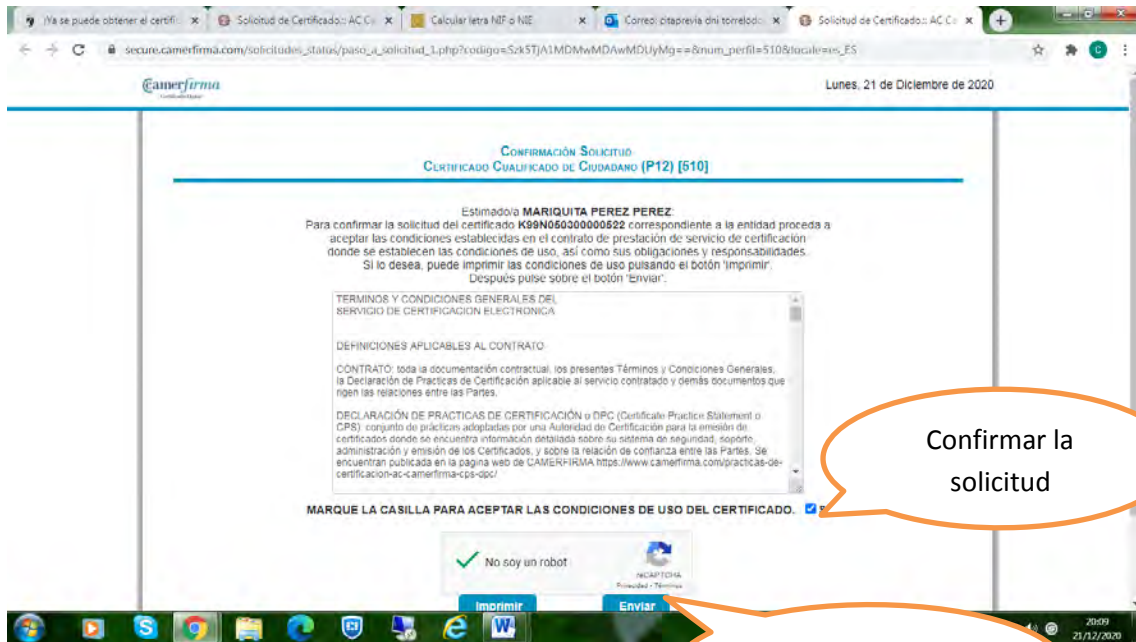 ¡Ya se puede obtener el certific
Solicitud de Certificado.: AC C
Calcular letra NIF o NIE
Correo: citaprevia dni torrelodo
Solicitud de Certificado.: AC C
secure.camerfirma.com/solicitudes_status/paso_a_solicitud_1.php?codigo=Szk5TjA1MDMwMDAwMDUyMg==&num_perfil=510&locale=es_ES
Camerfirma
Lunes, 21 de Diciembre de 2020
CONFIRMACIÓN SOLICITUD
CERTIFICADO CUALIFICADO DE CIUDADANO (P12) [510]
Estimado/a MARIQUITA PEREZ PEREZ:
Para confirmar la solicitud del certificado K99N050300000522 correspondiente a la entidad proceda a
aceptar las condiciones establecidas en el contrato de prestación de servicio de certificación
donde se establecen las condiciones de uso, así como sus obligaciones y responsabilidades.
Si lo desea, puede imprimir las condiciones de uso pulsando el botón 'Imprimir'.
Después pulse sobre el botón 'Enviar'.
TERMINOS Y CONDICIONES GENERALES DEL
SERVICIO DE CERTIFICACION ELECTRONICA
DEFINICIONES APLICABLES AL CONTRATO
CONTRATO: toda la documentación contractual, los presentes Términos y Condiciones Generales,
la Declaración de Practicas de Certificación aplicable al servicio contratado y demás documentos que
rigen las relaciones entre las Partes.
DECLARACIÓN DE PRACTICAS DE CERTIFICACIÓN o DPC (Certificate Practice Statement o
CPS): conjunto de prácticas adoptadas por una Autoridad de Certificación para la emisión de
certificados donde se encuentra información detallada sobre su sistema de seguridad, soporte,
administración y emisión de los Certificados, y sobre la relación de confianza entre las Partes. Se
encuentran publicada en la pagina web de CAMERFIRMA https://www.camerfirma.com/practicas-de-
certificacion-ac-camerfirma-cps-dpc/
Confirmar la
solicitud
MARQUE LA CASILLA PARA ACEPTAR LAS CONDICIONES DE USO DEL CERTIFICADO.
No soy un robot
reCAPTCHA
Privacidad - Términos
Imprimir
Enviar
20:09
21/12/2020